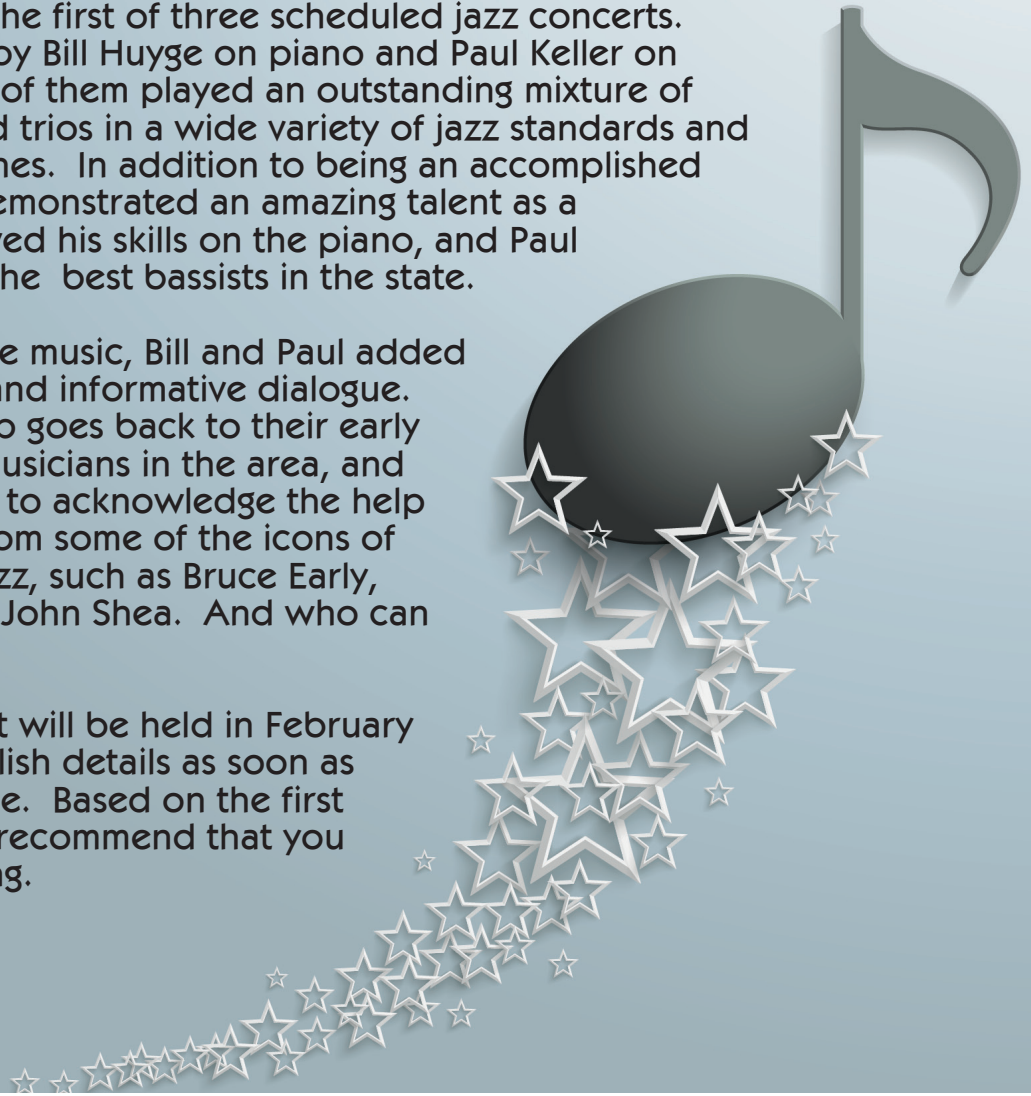 he first of three scheduled jazz concerts.
by Bill Huyge on piano and Paul Keller on
of them played an outstanding mixture of
d trios in a wide variety of jazz standards and
nes. In addition to being an accomplished
emonstrated an amazing talent as a
yed his skills on the piano, and Paul
he best bassists in the state.
e music, Bill and Paul added
and informative dialogue.
p goes back to their early
usicians in the area, and
to acknowledge the help
om some of the icons of
zz, such as Bruce Early,
John Shea. And who can
t will be held in February
lish details as soon as
e. Based on the first
recommend that you
ng.